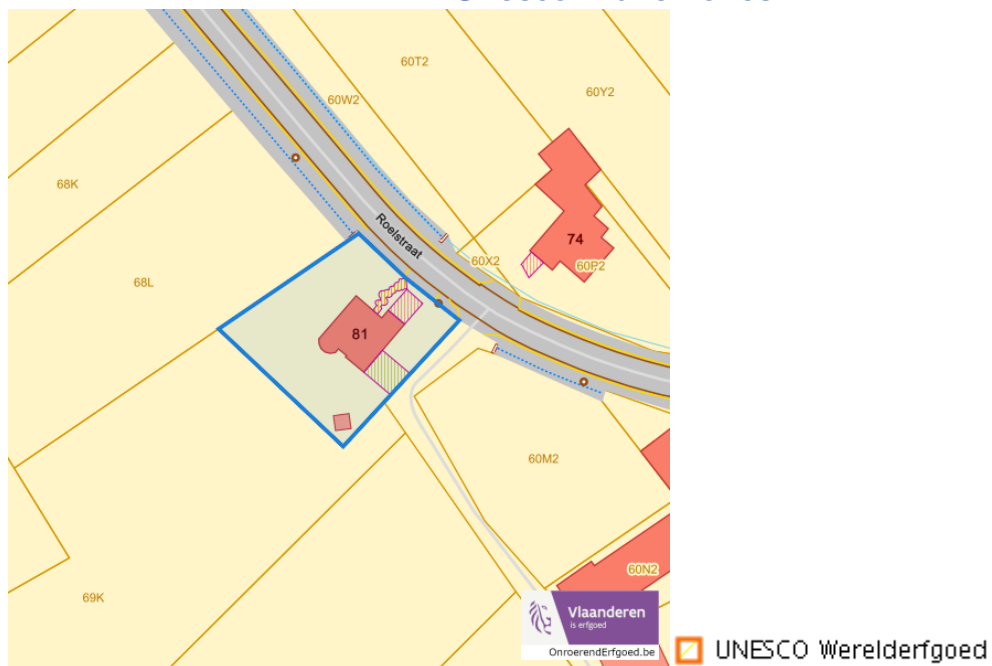 60T2
60W2
60Y2
68K
Roelstraat
74
60X2
60P2
68L
81
60M2
60N2
69K
Vlaanderen
is erfgoed
OnroerendErfgoed.be
UNESCO Werelderfgoed